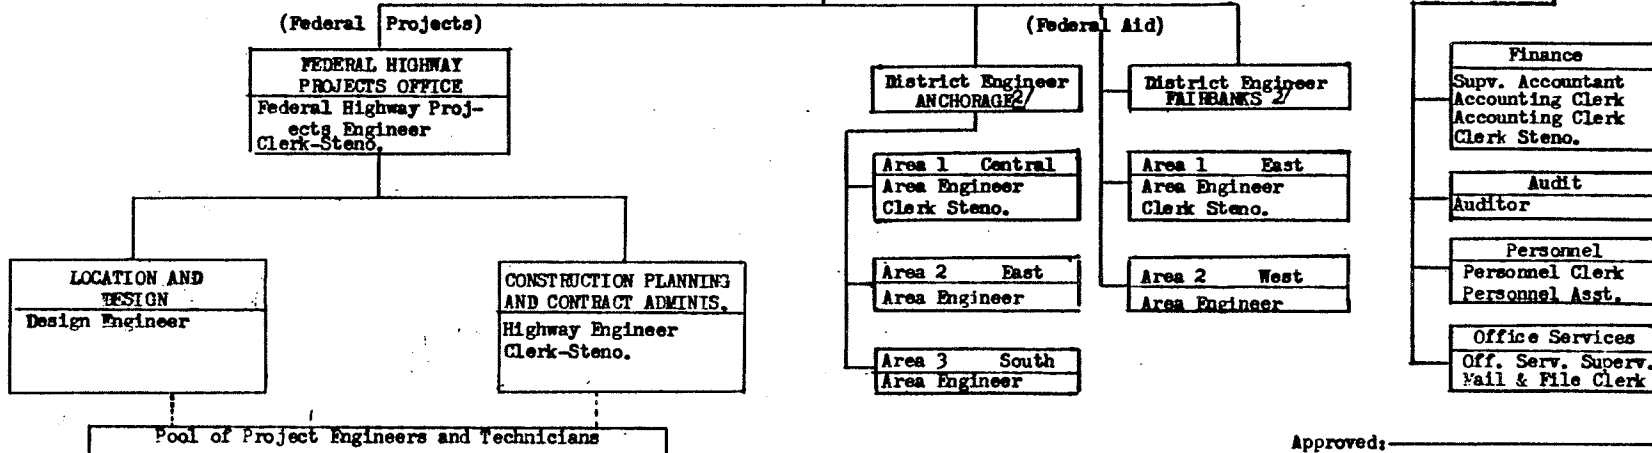 (Federal Projects)
(Federal Aid)
FEDERAL HIGHWAY
PROJECTS OFFICE
Federal Highway Proj-
ects Engineer
Clerk-Steno.
LOCATION AND
DESIGN
Design Engineer
CONSTRUCTION PLANNING
AND CONTRACT ADMINIS.
Highway Engineer
Clerk-Steno.
Pool of Project Engineers and Technicians
District Engineer
ANCHORAGE 2/
Area 1 Central
Area Engineer
Clerk Steno.
Area 2 East
Area Engineer
Area 3 South
Area Engineer
District Engineer
FAIRBANKS 2/
Area 1 East
Area Engineer
Clerk Steno.
Area 2 West
Area Engineer
Finance
Supv. Accountant
Accounting Clerk
Accounting Clerk
Clerk Steno.
Audit
Auditor
Personnel
Personnel Clerk
Personnel Asst.
Office Services
Off. Serv. Superv.
Mail & File Clerk
Approved: